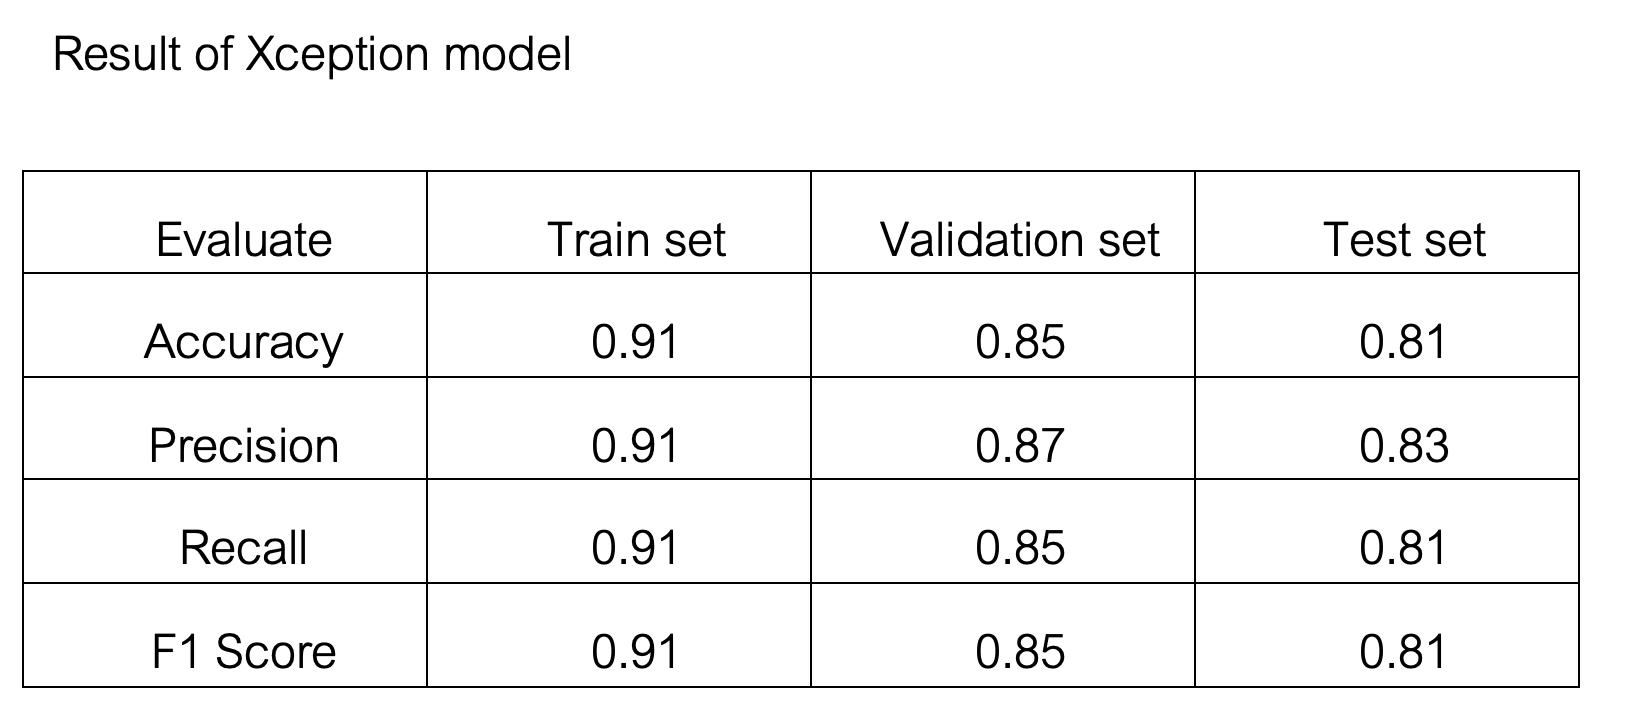 Result of Xception model
Evaluate Train set Validation set Test set
Accuracy 0.91 0.85 0.81
Precision 0.91 0.87 0.83
Recall 0.91 0.85 0.81
F1 Score 0.91 0.85 0.81